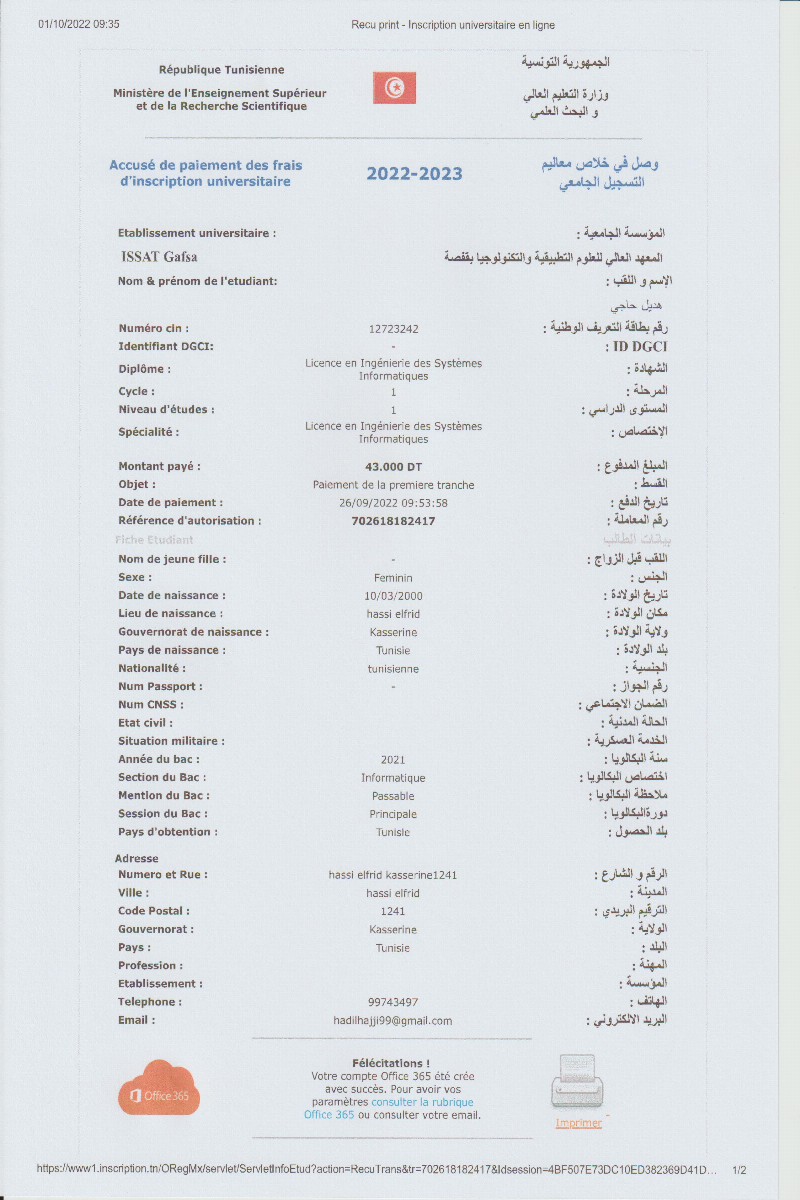 01/10/2022 09:35 Recu print - Inscription universitaire en ligne
République Tunisienne الجمهورية التونسية
Ministère de l'Enseignement Supérieur وزارة التعليم العالي
et de la Recherche Scientifique و البحث العلمي
Accusé de paiement des frais 2022-2023 وصل في خلاص معاليم
d'inscription universitaire التسجيل الجامعي
Etablissement universitaire : المؤسسة الجامعية :
ISSAT Gafsa المعهد العالي للعلوم التطبيقية والتكنولوجيا بقفصة
Nom & prénom de l'etudiant: الإسم و اللقب :
هديل حاجي
Numéro cin : 12723242 رقم بطاقة التعريف الوطنية :
Identifiant DGCI: - : ID DGCI
Diplôme : Licence en Ingénierie des Systèmes الشهادة :
Informatiques
Cycle : 1 المرحلة :
Niveau d'études : 1 المستوى الدراسي :
Spécialité : Licence en Ingénierie des Systèmes الإختصاص :
Informatiques
Montant payé : 43.000 DT المبلغ المدفوع :
Objet : Paiement de la premiere tranche القسط :
Date de paiement : 26/09/2022 09:53:58 تاريخ الدفع :
Référence d'autorisation : 702618182417 رقم المعاملة :
Fiche Etudiant بيانات الطالب
Nom de jeune fille : - اللقب قبل الزواج :
Sexe : Feminin الجنس :
Date de naissance : 10/03/2000 تاريخ الولادة :
Lieu de naissance : hassi elfrid مكان الولادة :
Gouvernorat de naissance : Kasserine ولاية الولادة :
Pays de naissance : Tunisie بلد الولادة :
Nationalité : tunisienne الجنسية :
Num Passport : - رقم الجواز :
Num CNSS : الضمان الاجتماعي :
Etat civil : الحالة المدنية :
Situation militaire : الخدمة العسكرية :
Année du bac : 2021 سنة البكالوريا :
Section du Bac : Informatique اختصاص البكالوريا :
Mention du Bac : Passable ملاحظة البكالوريا :
Session du Bac : Principale دورة البكالوريا :
Pays d'obtention : Tunisie بلد الحصول :
Adresse
Numero et Rue : hassi elfrid kasserine1241 الرقم و الشارع :
Ville : hassi elfrid المدينة :
Code Postal : 1241 الترقيم البريدي :
Gouvernorat : Kasserine الولاية :
Pays : Tunisie البلد :
Profession : المهنة :
Etablissement : المؤسسة :
Telephone : 99743497 الهاتف :
Email : hadilhajji99@gmail.com البريد الالكتروني :
Félécitations !
Votre compte Office 365 été crée
avec succès. Pour avoir vos
paramètres consulter la rubrique
Office 365 ou consulter votre email.
Office 365
Imprimer
https://www1.inscription.tn/ORegMx/servlet/ServletInfoEtud?action=RecuTrans&tr=702618182417&Idsession=4BF507E73DC10ED382369D41D... 1/2